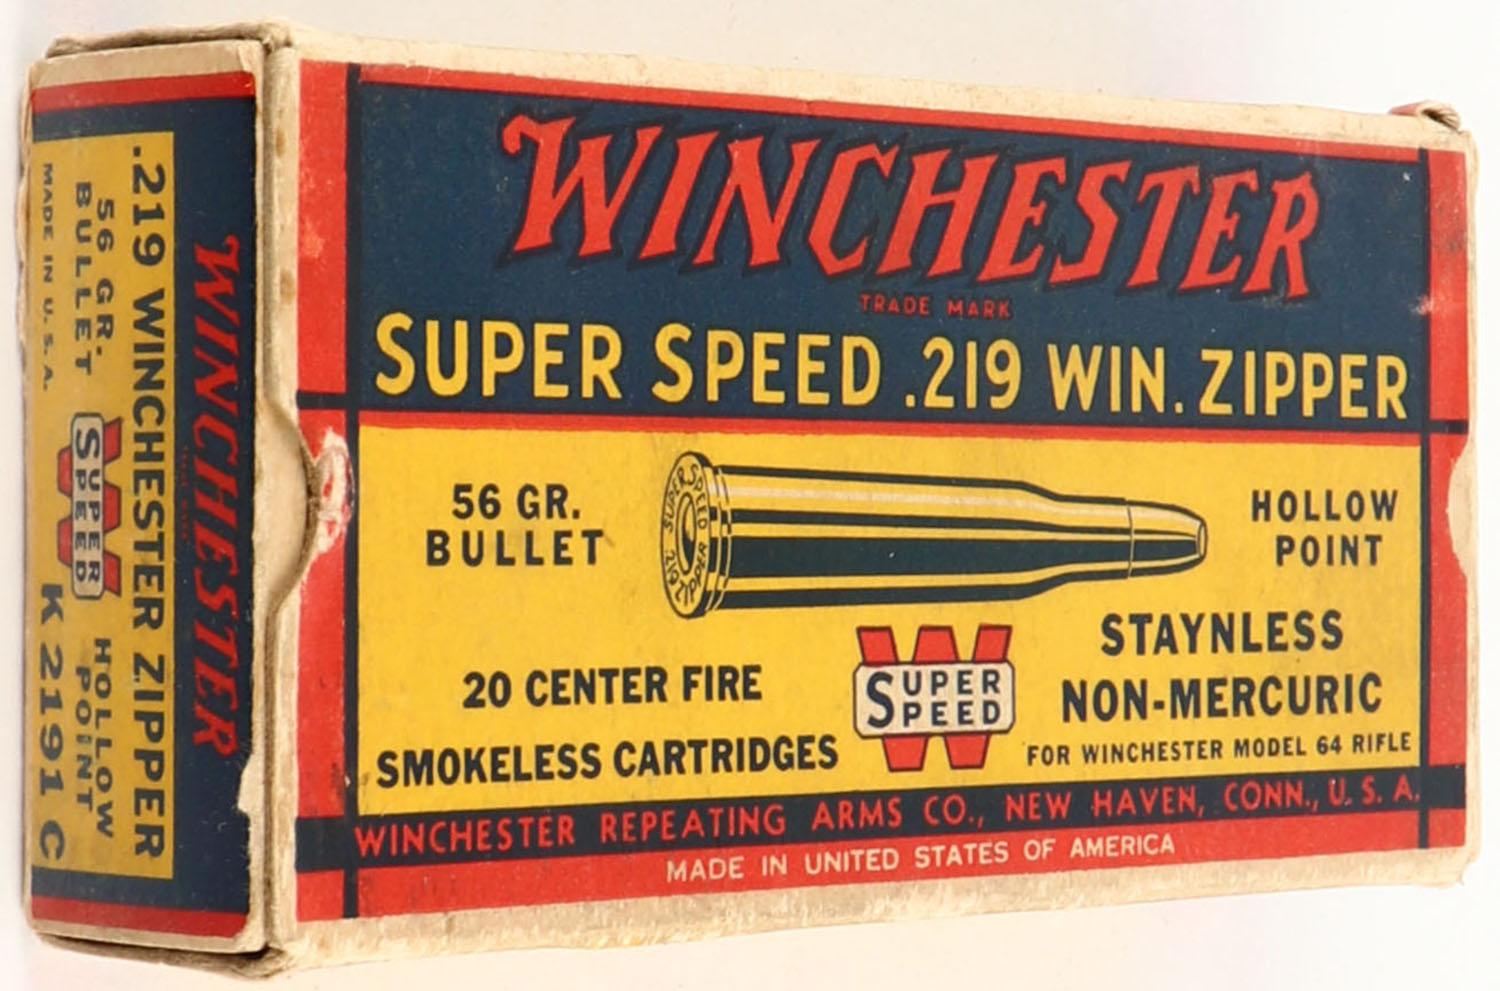 WINCHESTER
TRADE MARK
SUPER SPEED .219 WIN. ZIPPER
56 GR.
BULLET
SUPER SPEED
219 ZIPPER
HOLLOW
POINT
20 CENTER FIRE
SMOKELESS CARTRIDGES
SUPER
SPEED
STAYNLESS
NON-MERCURIC
FOR WINCHESTER MODEL 64 RIFLE
WINCHESTER REPEATING ARMS CO., NEW HAVEN, CONN., U.S.A.
MADE IN UNITED STATES OF AMERICA
WINCHESTER
.219 WINCHESTER ZIPPER
56 GR.
BULLET
SUPER
SPEED
HOLLOW
POINT
MADE IN U.S.A.
K 2191 C